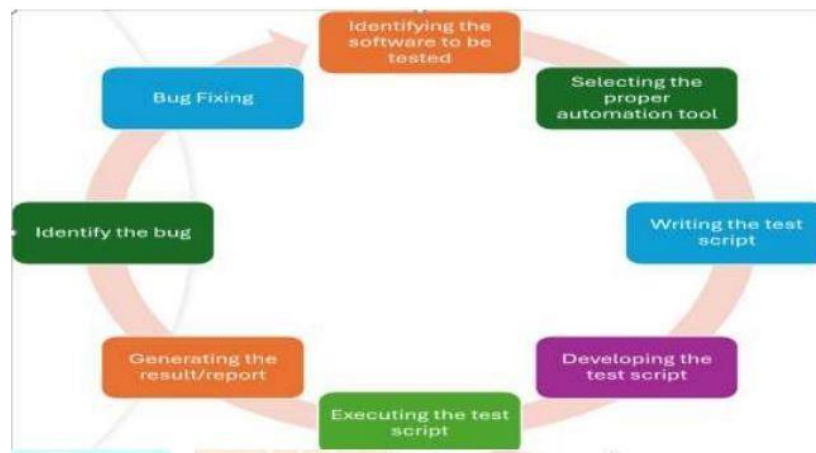 Identifying the
software to be
tested
Selecting the
proper
automation tool
Writing the test
script
Developing the
test script
Executing the test
script
Generating the
result/report
Identify the bug
Bug Fixing